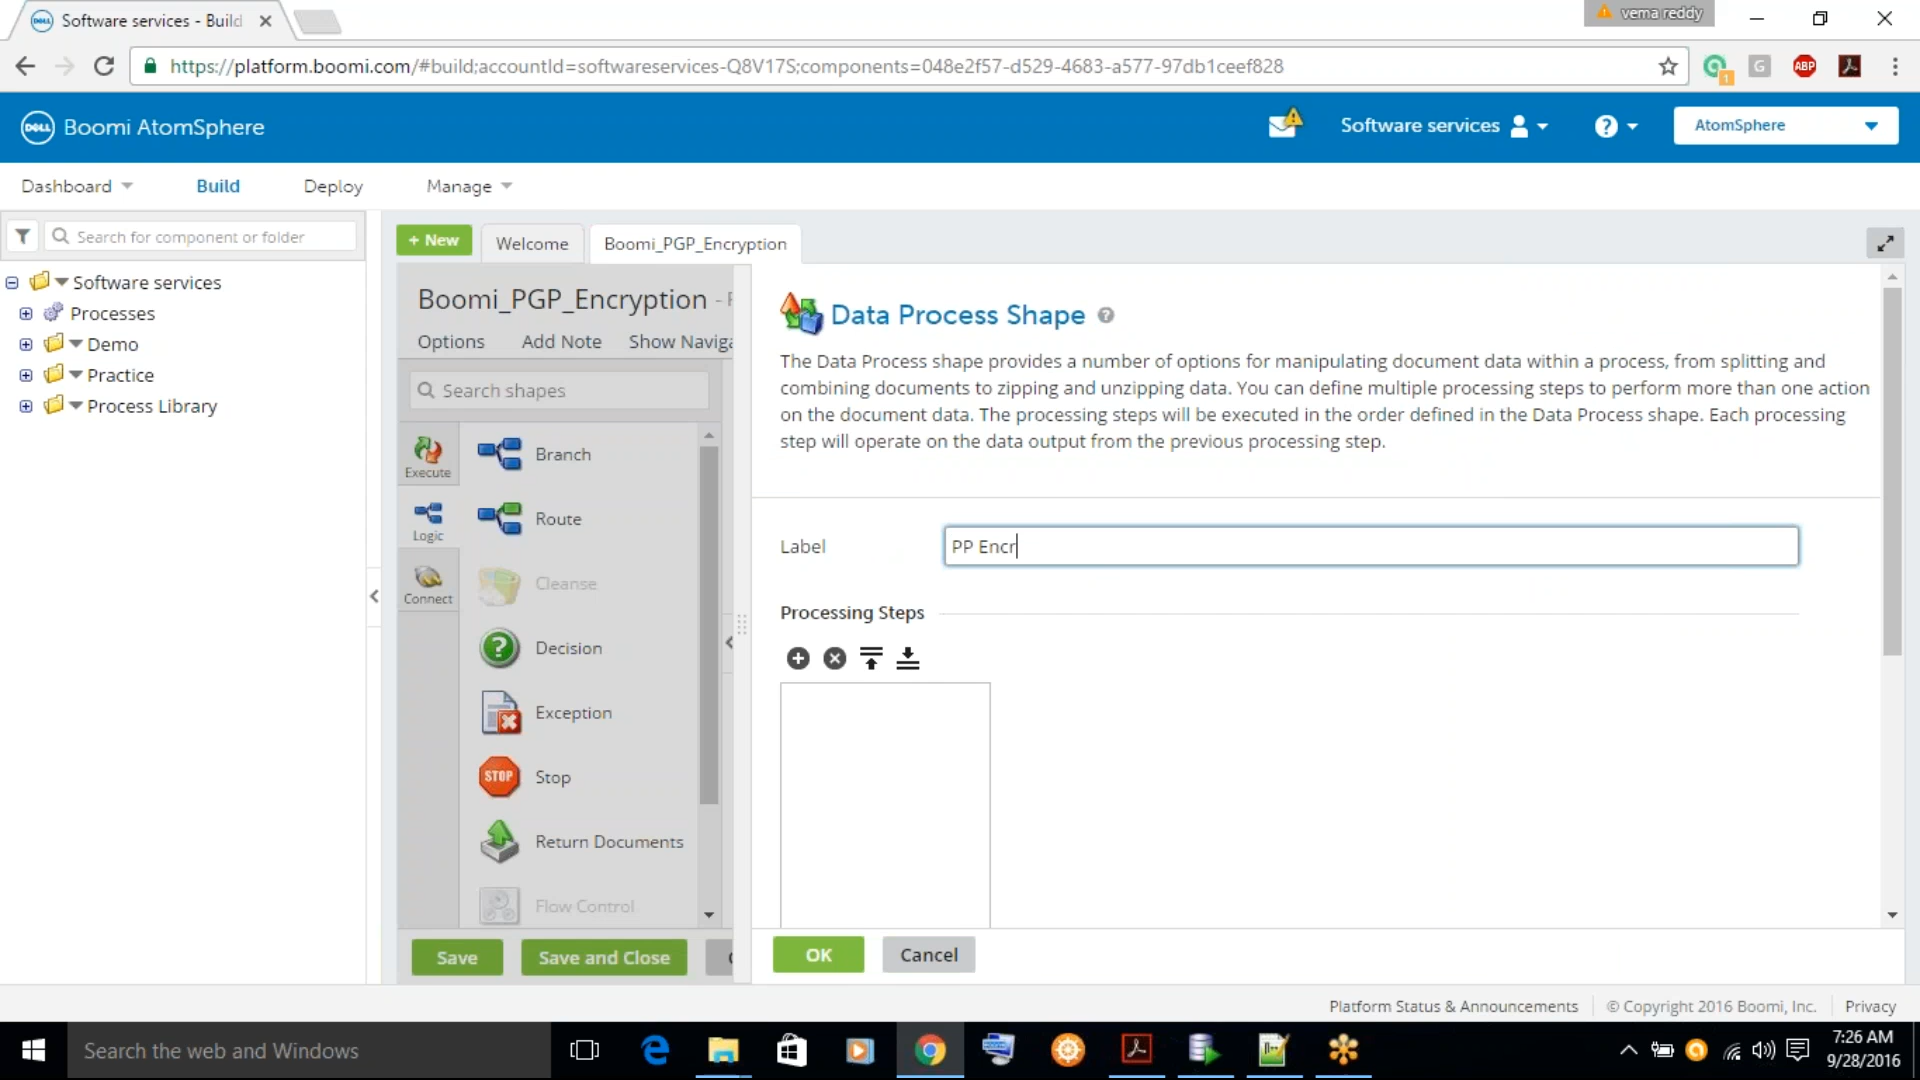 Software services - Build
vema reddy
https://platform.boomi.com/#build;accountId=softwareservices-Q8V17S;components=048e2f57-d529-4683-a577-97db1ceef828
1
G
ABP
DELL
Boomi AtomSphere
Software services
?
AtomSphere
Dashboard
Build
Deploy
Manage
Search for component or folder
+ New
Welcome
Boomi_PGP_Encryption
Software services
Processes
Demo
Practice
Process Library
Boomi_PGP_Encryption -
Options
Add Note
Show Naviga
Search shapes
Execute
Logic
Connect
Branch
Route
Cleanse
?
Decision
Exception
STOP
Stop
Return Documents
Flow Control
Save
Save and Close
Data Process Shape
?
The Data Process shape provides a number of options for manipulating document data within a process, from splitting and
combining documents to zipping and unzipping data. You can define multiple processing steps to perform more than one action
on the document data. The processing steps will be executed in the order defined in the Data Process shape. Each processing
step will operate on the data output from the previous processing step.
Label
PP Encr
Processing Steps
OK
Cancel
Platform Status & Announcements
© Copyright 2016 Boomi, Inc.
Privacy
Search the web and Windows
7:26 AM
9/28/2016